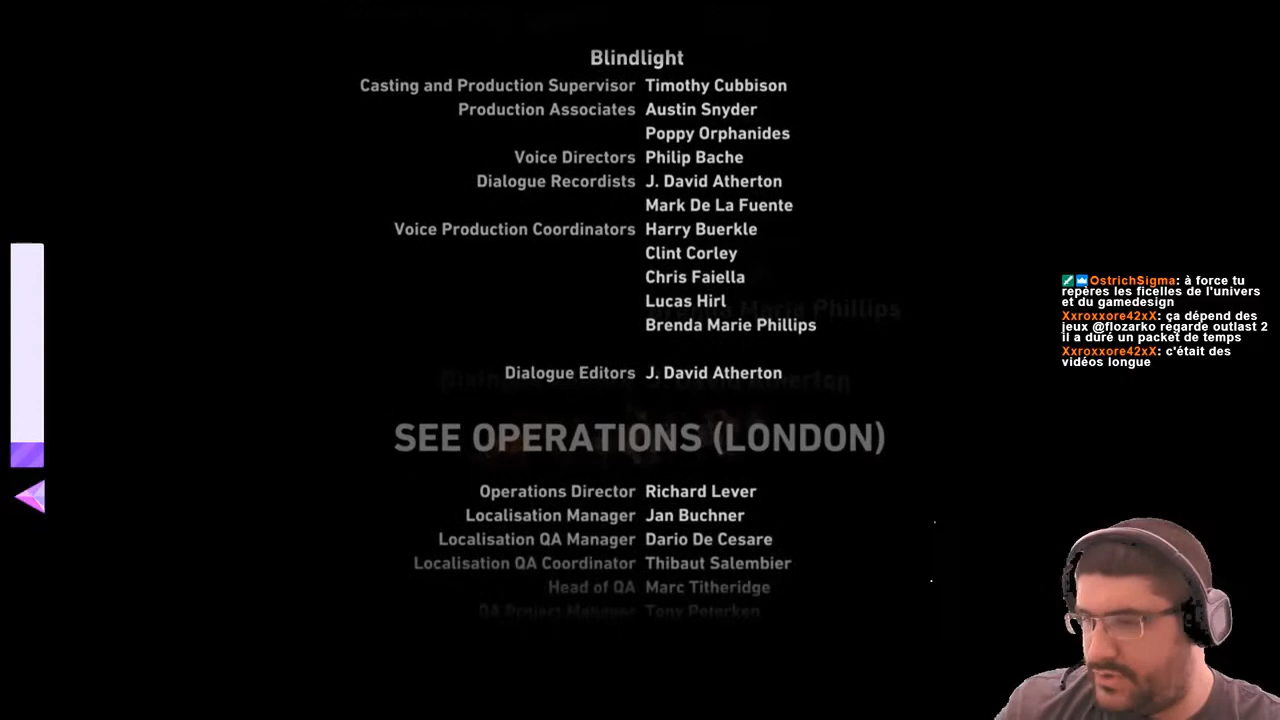 Blindlight
Casting and Production Supervisor Timothy Cubbison
Production Associates Austin Snyder
Poppy Orphanides
Voice Directors Philip Bache
Dialogue Recordists J. David Atherton
Mark De La Fuente
Voice Production Coordinators Harry Buerkle
Clint Corley
Chris Faiella
Lucas Hirl
Brenda Marie Phillips
Dialogue Editors J. David Atherton
SEE OPERATIONS (LONDON)
Operations Director Richard Lever
Localisation Manager Jan Buchner
Localisation QA Manager Dario De Cesare
Localisation QA Coordinator Thibaut Salembier
Head of QA Marc Titheridge
QA Project Manager Tony Peterken
OstrichSigma: à force tu
repères les ficelles de l'univers
et du gamedesign
Xxroxxore42xX: ça dépend des
jeux @flozarko regarde outlast 2
il a duré un packet de temps
Xxroxxore42xX: c'était des
vidéos longue